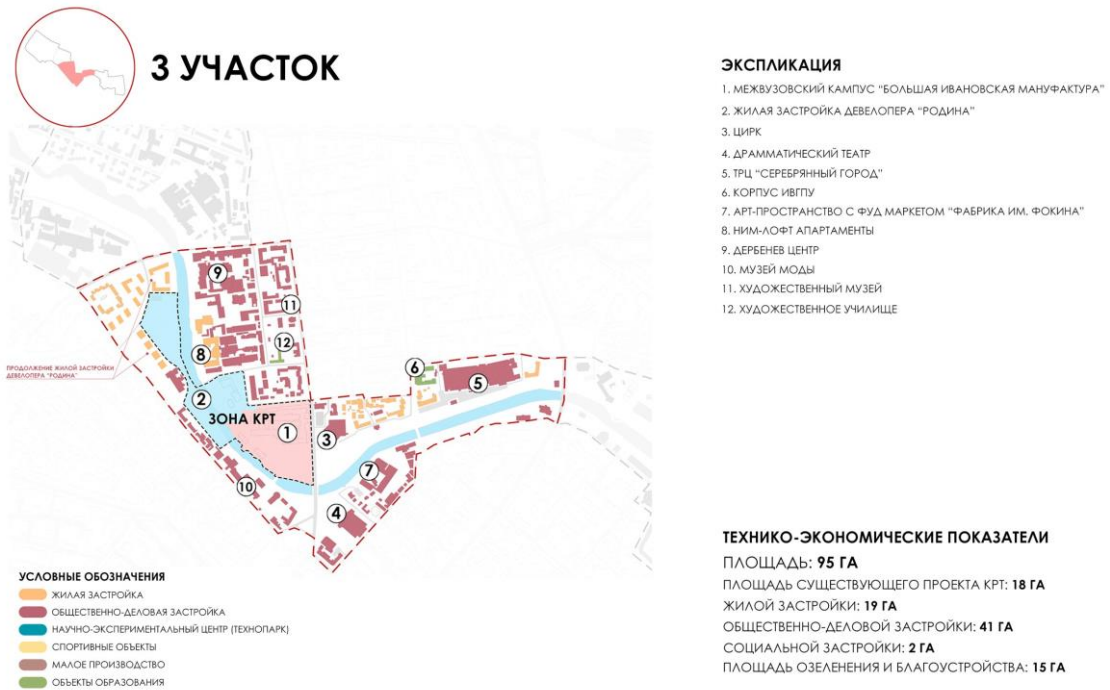 3 УЧАСТОК
ЭКСПЛИКАЦИЯ
1. МЕЖВУЗОВСКИЙ КАМПУС "БОЛЬШАЯ ИВАНОВСКАЯ МАНУФАКТУРА"
2. ЖИЛАЯ ЗАСТРОЙКА ДЕВЕЛОПЕРА "РОДИНА"
3. ЦИРК
4. ДРАММАТИЧЕСКИЙ ТЕАТР
5. ТРЦ "СЕРЕБРЯННЫЙ ГОРОД"
6. КОРПУС ИВГПУ
7. АРТ-ПРОСТРАНСТВО С ФУД МАРКЕТОМ "ФАБРИКА ИМ. ФОКИНА"
8. НИМ-ЛОФТ АПАРТАМЕНТЫ
9. ДЕРБЕНЕВ ЦЕНТР
10. МУЗЕЙ МОДЫ
11. ХУДОЖЕСТВЕННЫЙ МУЗЕЙ
12. ХУДОЖЕСТВЕННОЕ УЧИЛИЩЕ
9
11
12
8
6
5
ПРОДОЛЖЕНИЕ ЖИЛОЙ ЗАСТРОЙКИ
ДЕВЕЛОПЕРА "РОДИНА"
2
ЗОНА КРТ
1
3
7
10
4
УСЛОВНЫЕ ОБОЗНАЧЕНИЯ
ЖИЛАЯ ЗАСТРОЙКА
ОБЩЕСТВЕННО-ДЕЛОВАЯ ЗАСТРОЙКА
НАУЧНО-ЭКСПЕРИМЕНТАЛЬНЫЙ ЦЕНТР (ТЕХНОПАРК)
СПОРТИВНЫЕ ОБЪЕКТЫ
МАЛОЕ ПРОИЗВОДСТВО
ОБЪЕКТЫ ОБРАЗОВАНИЯ
ТЕХНИКО-ЭКОНОМИЧЕСКИЕ ПОКАЗАТЕЛИ
ПЛОЩАДЬ: 95 ГА
ПЛОЩАДЬ СУЩЕСТВУЮЩЕГО ПРОЕКТА КРТ: 18 ГА
ЖИЛОЙ ЗАСТРОЙКИ: 19 ГА
ОБЩЕСТВЕННО-ДЕЛОВОЙ ЗАСТРОЙКИ: 41 ГА
СОЦИАЛЬНОЙ ЗАСТРОЙКИ: 2 ГА
ПЛОЩАДЬ ОЗЕЛЕНЕНИЯ И БЛАГОУСТРОЙСТВА: 15 ГА